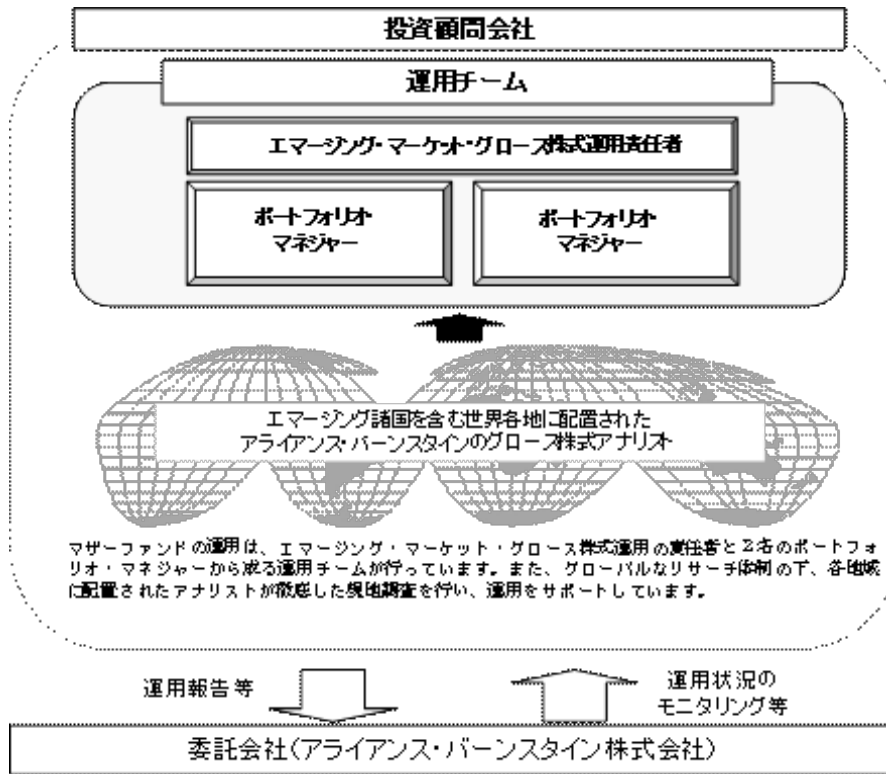 投資顧問会社
運用チーム
エマージング・マーケット・グロース株式運用責任者
ポートフォリオ
マネジャー
ポートフォリオ
マネジャー
エマージング諸国を含む世界各地に配置された
アライアンス・バーンスタインのグロース株式アナリスト
マザーファンドの運用は、エマージング・マーケット・グロース株式運用の責任者と2名のポートフォ
リオ・マネジャーから成る運用チームが行っています。また、グローバルなリサーチ体制の下、各地域
に配置されたアナリストが徹底した現地調査を行い、運用をサポートしています。
運用報告等
運用状況の
モニタリング等
委託会社(アライアンス・バーンスタイン株式会社)